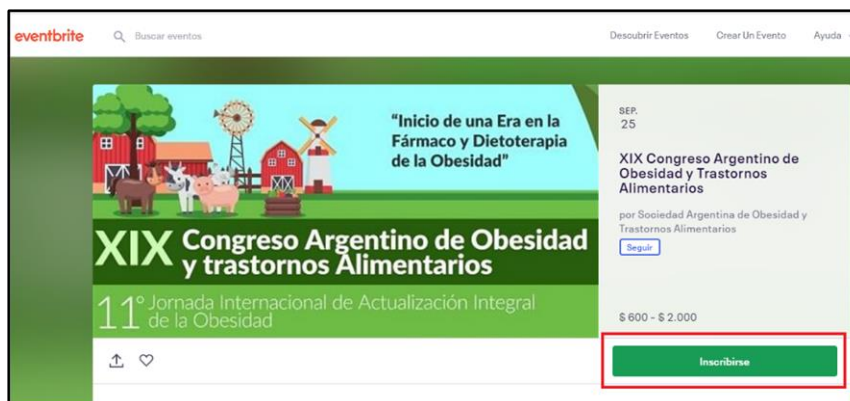 eventbrite
Buscar eventos
Descubrir Eventos
Crear Un Evento
Ayuda
"Inicio de una Era en la
Fármaco y Dietoterapia
de la Obesidad"
XIX Congreso Argentino de Obesidad
y trastornos Alimentarios
11° Jornada Internacional de Actualización Integral
de la Obesidad
SEP.
25
XIX Congreso Argentino de
Obesidad y Trastornos
Alimentarios
por Sociedad Argentina de Obesidad y
Trastornos Alimentarios
Seguir
$ 600 - $ 2.000
Inscribirse